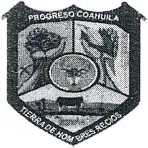 PROGRESO COAHUILA
TIERRA DE HOMBRES RECIOS